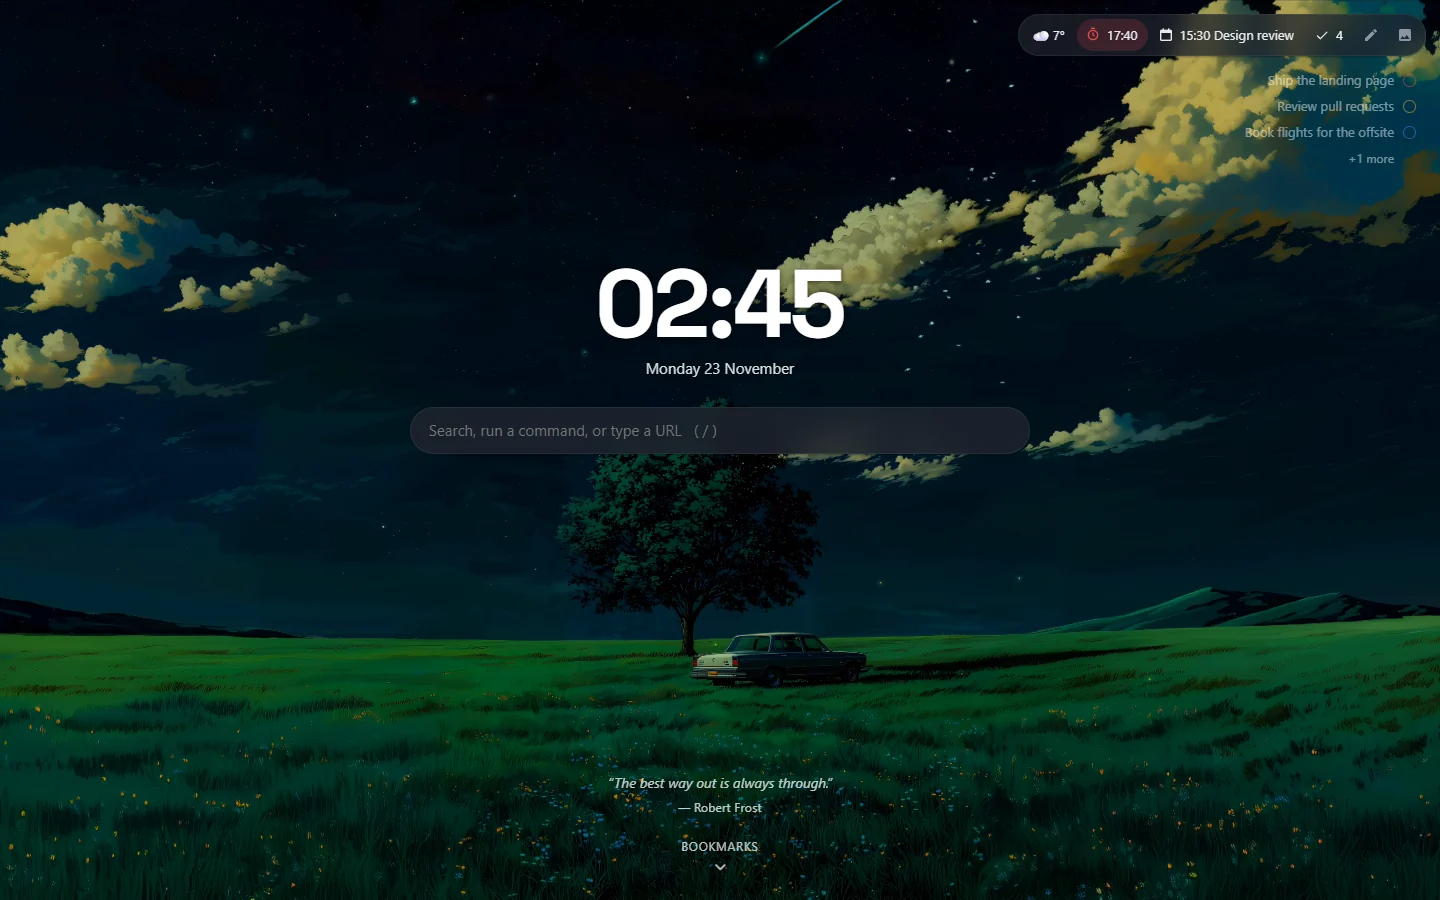 7° 17:40 15:30 Design review 4
Ship the landing page
Review pull requests
Book flights for the offsite
+1 more
02:45
Monday 23 November
Search, run a command, or type a URL ( / )
“The best way out is always through.”
— Robert Frost
BOOKMARKS